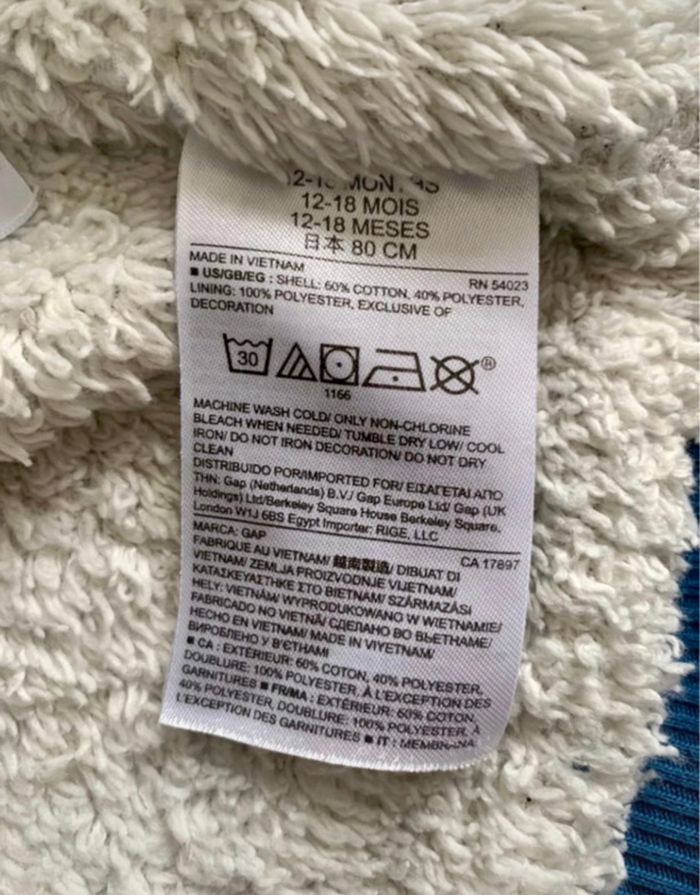 12-18 MONTHS
12-18 MOIS
12-18 MESES
日本 80 CM
MADE IN VIETNAM RN 54023
■ US/GB/EG : SHELL: 60% COTTON, 40% POLYESTER,
LINING: 100% POLYESTER, EXCLUSIVE OF
DECORATION
30
®
1166
MACHINE WASH COLD/ ONLY NON-CHLORINE
BLEACH WHEN NEEDED/ TUMBLE DRY LOW/ COOL
IRON/ DO NOT IRON DECORATION/ DO NOT DRY
CLEAN
DISTRIBUIDO POR/IMPORTED FOR/ ΕΙΣΑΓΕΤΑΙ ΑΠΟ
ΤΗΝ: Gap (Netherlands) B.V./ Gap Europe Ltd/ Gap (UK
Holdings) Ltd/Berkeley Square House Berkeley Square,
London W1J 6BS Egypt Importer: RIGE, LLC
MARCA: GAP CA 17897
FABRIQUE AU VIETNAM/ 越南製造/ DIBUAT DI
VIETNAM/ ZEMLJA PROIZVODNJE VIJETNAM/
ΚΑΤΑΣΚΕΥΑΣΤΗΚΕ ΣΤΟ ΒΙΕΤΝΑΜ/ SZÁRMAZÁSI
HELY: VIETNÁM/ WYPRODUKOWANO W WIETNAMIE/
FABRICADO NO VIETNÃ/ СДЕЛАНО ВО ВЬЕТНАМЕ/
HECHO EN VIETNAM/ MADE IN VIYETNAM/
ВИРОБЛЕНО У В'ЄТНАМІ
■ CA : EXTÉRIEUR: 60% COTON, 40% POLYESTER,
DOUBLURE: 100% POLYESTER, À L'EXCEPTION DES
GARNITURES ■ FR/MA : EXTÉRIEUR: 60% COTON,
40% POLYESTER, DOUBLURE: 100% POLYESTER, À
L'EXCEPTION DES GARNITURES ■ IT : MEMBRANA: